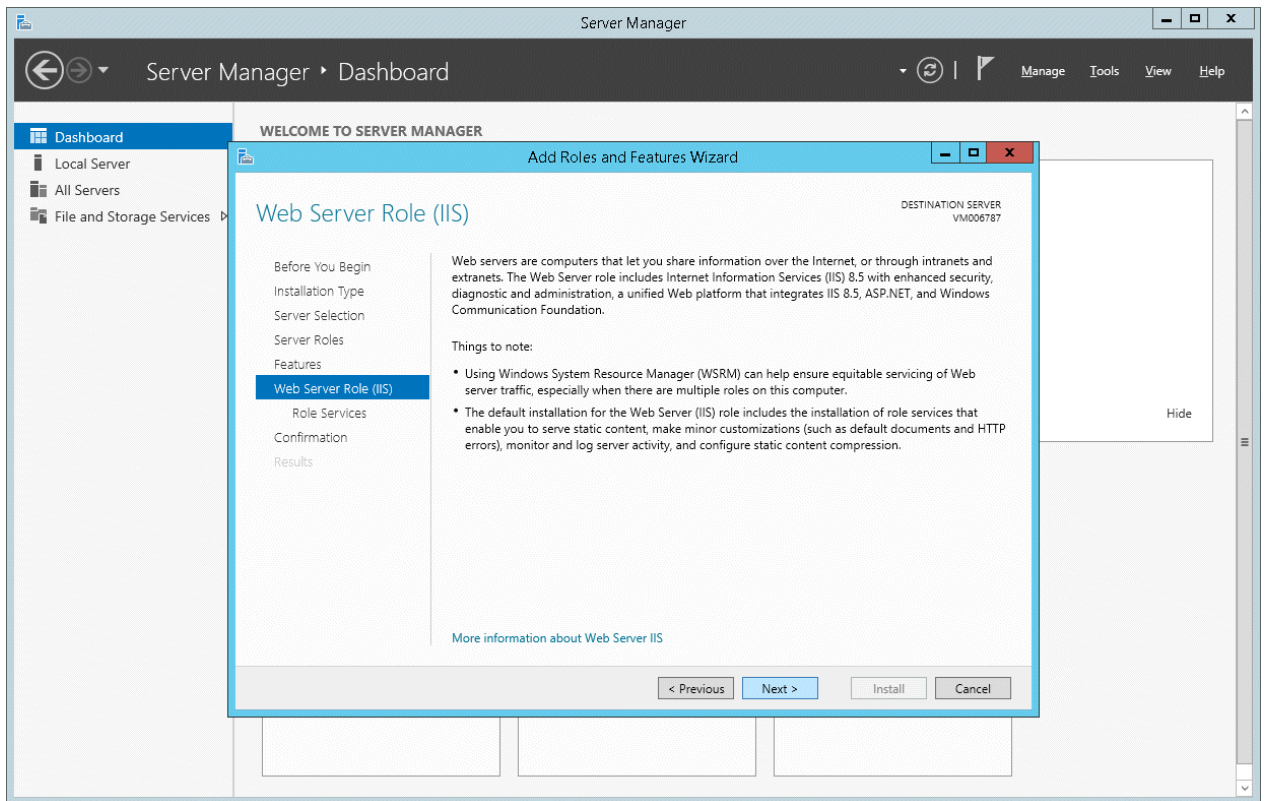 Server Manager
Server Manager • Dashboard
Manage Tools View Help
Dashboard
Local Server
All Servers
File and Storage Services
WELCOME TO SERVER MANAGER
Add Roles and Features Wizard
Web Server Role (IIS)
DESTINATION SERVER
VM006787
Before You Begin
Installation Type
Server Selection
Server Roles
Features
Web Server Role (IIS)
Role Services
Confirmation
Results
Web servers are computers that let you share information over the Internet, or through intranets and
extranets. The Web Server role includes Internet Information Services (IIS) 8.5 with enhanced security,
diagnostic and administration, a unified Web platform that integrates IIS 8.5, ASP.NET, and Windows
Communication Foundation.
Things to note:
• Using Windows System Resource Manager (WSRM) can help ensure equitable servicing of Web
server traffic, especially when there are multiple roles on this computer.
• The default installation for the Web Server (IIS) role includes the installation of role services that
enable you to serve static content, make minor customizations (such as default documents and HTTP
errors), monitor and log server activity, and configure static content compression.
More information about Web Server IIS
Hide
< Previous Next > Install Cancel